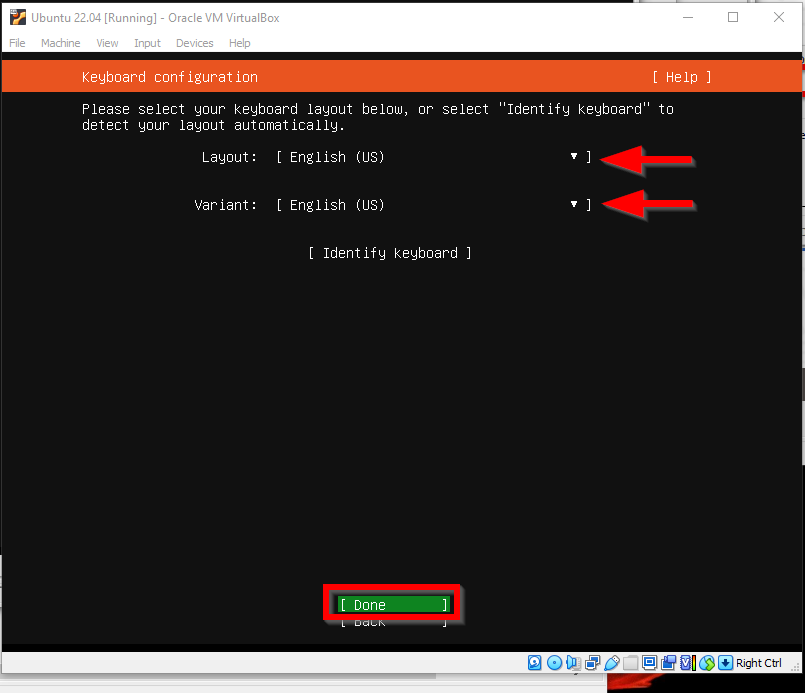 Ubuntu 22.04 [Running] - Oracle VM VirtualBox
File Machine View Input Devices Help
Keyboard configuration [ Help ]
Please select your keyboard layout below, or select "Identify keyboard" to
detect your layout automatically.
Layout: [ English (US) ▼ ]
Variant: [ English (US) ▼ ]
[ Identify keyboard ]
[ Done ]
[ Back ]
Right Ctrl